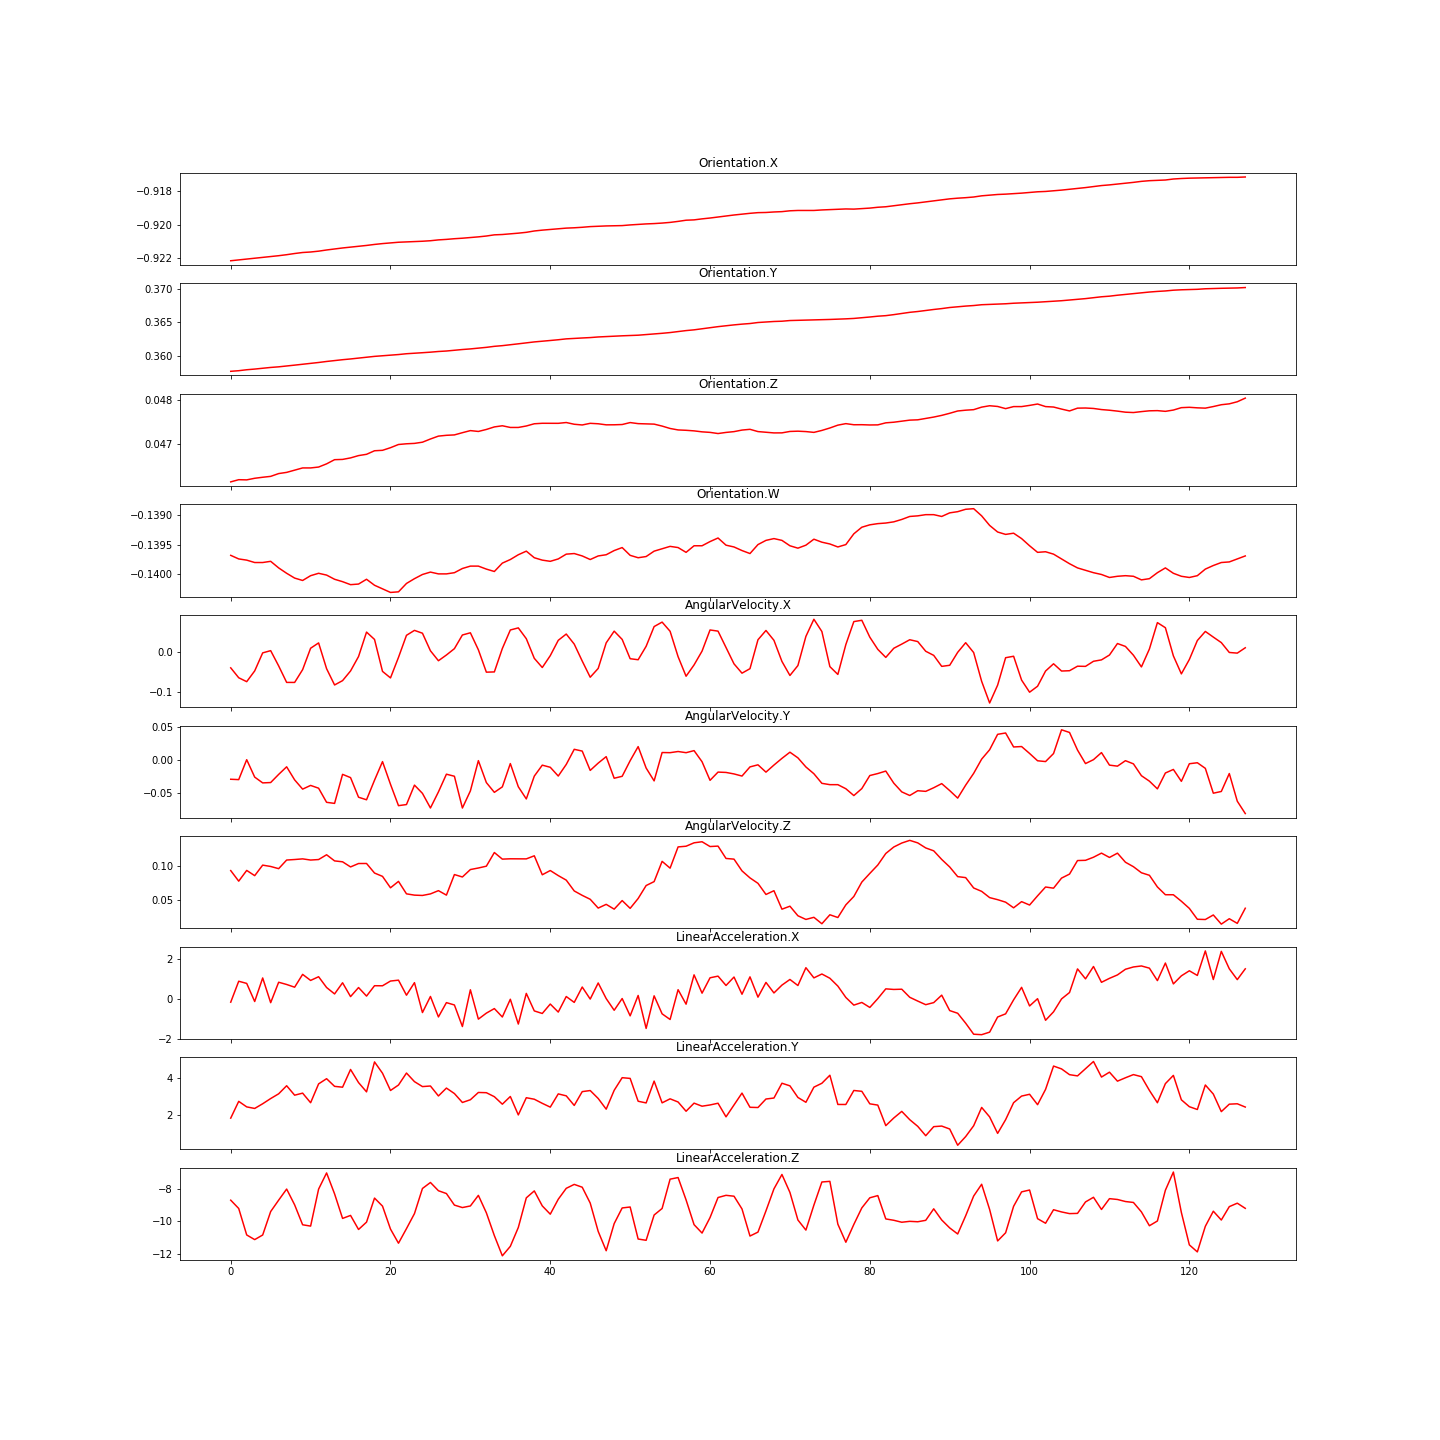 Orientation.X
−0.918
−0.920
−0.922
Orientation.Y
0.370
0.365
0.360
Orientation.Z
0.048
0.047
Orientation.W
−0.1390
−0.1395
−0.1400
AngularVelocity.X
0.0
−0.1
AngularVelocity.Y
0.05
0.00
−0.05
AngularVelocity.Z
0.10
0.05
LinearAcceleration.X
2
0
−2
LinearAcceleration.Y
4
2
LinearAcceleration.Z
−8
−10
−12
0 20 40 60 80 100 120